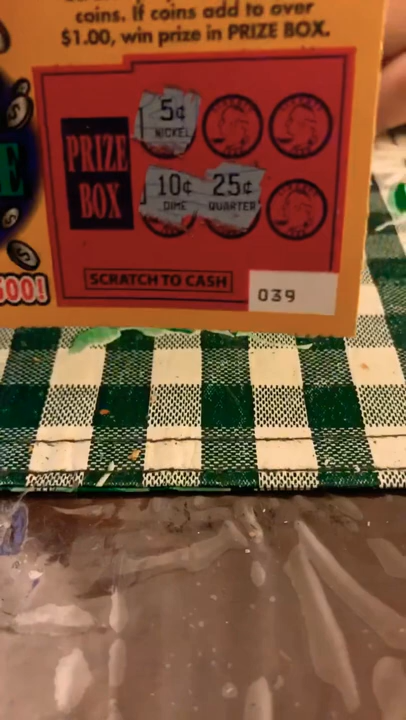 coins. If coins add to over
$1.00, win prize in PRIZE BOX.
5¢
NICKEL
PRIZE
BOX
10¢ 25¢
DIME QUARTER
SCRATCH TO CASH
039